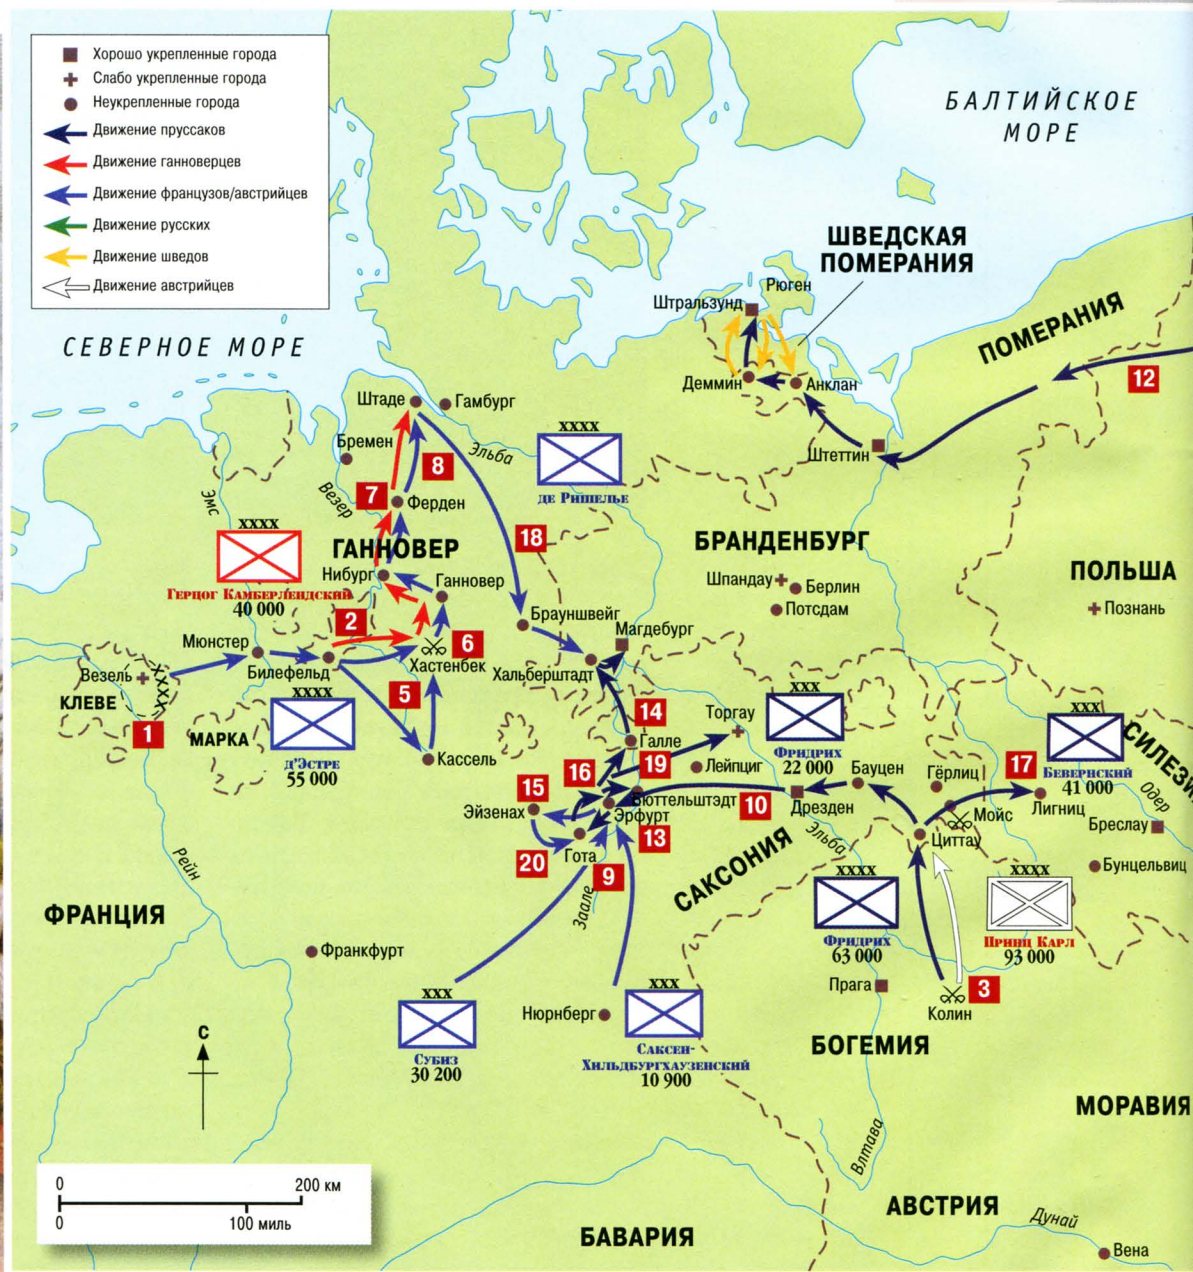 Хорошо укрепленные города
Слабо укрепленные города
Неукрепленные города
Движение пруссаков
Движение ганноверцев
Движение французов/австрийцев
Движение русских
Движение шведов
Движение австрийцев
БАЛТИЙСКОЕ
МОРЕ
СЕВЕРНОЕ МОРЕ
ШВЕДСКАЯ
ПОМЕРАНИЯ
Рюген
Штральзунд
ПОМЕРАНИЯ
12
Деммин
Анклан
Штеттин
Штаде
Гамбург
Бремен
Эльба
8
7
Везер
Ферден
Эмс
XXXX
де Ришелье
18
XXXX
Герцог Камберлендский
40 000
ГАННОВЕР
Нибург
Ганновер
БРАНДЕНБУРГ
Шпандау
Берлин
Потсдам
ПОЛЬША
Познань
Брауншвейг
Магдебург
2
6
Мюнстер
Билефельд
Хастенбек
Хальберштадт
Везель
XXXX
КЛЕВЕ
1
МАРКА
XXXX
д'Эстре
55 000
5
Кассель
14
Галле
Торгау
XXX
Фридрих
22 000
XXX
Бевернский
41 000
СИЛЕЗИ
Одер
16
19
Лейпциг
Бауцен
Гёрлиц
17
15
Эйзенах
Бюттельштэдт
10
Дрезден
Мойс
Лигниц
Бреслау
Эрфурт
13
Эльба
Циттау
20
Гота
9
Заале
САКСОНИЯ
Бунцельвиц
Рейн
ФРАНЦИЯ
XXXX
Фридрих
63 000
XXXX
Принц Карл
93 000
Франкфурт
Прага
3
Колин
XXX
Субиз
30 200
Нюрнберг
XXX
Саксен-
Хильдбургхаузенский
10 900
БОГЕМИЯ
С
МОРАВИЯ
Влтава
0
200 км
0
100 миль
АВСТРИЯ
Дунай
БАВАРИЯ
Вена